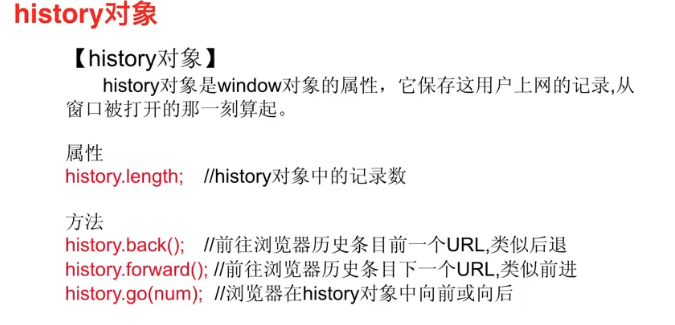 history对象
【history对象】
history对象是window对象的属性，它保存这用户上网的记录,从
窗口被打开的那一刻算起。
属性
history.length; //history对象中的记录数
方法
history.back(); //前往浏览器历史条目前一个URL,类似后退
history.forward(); //前往浏览器历史条目下一个URL,类似前进
history.go(num); //浏览器在history对象中向前或向后